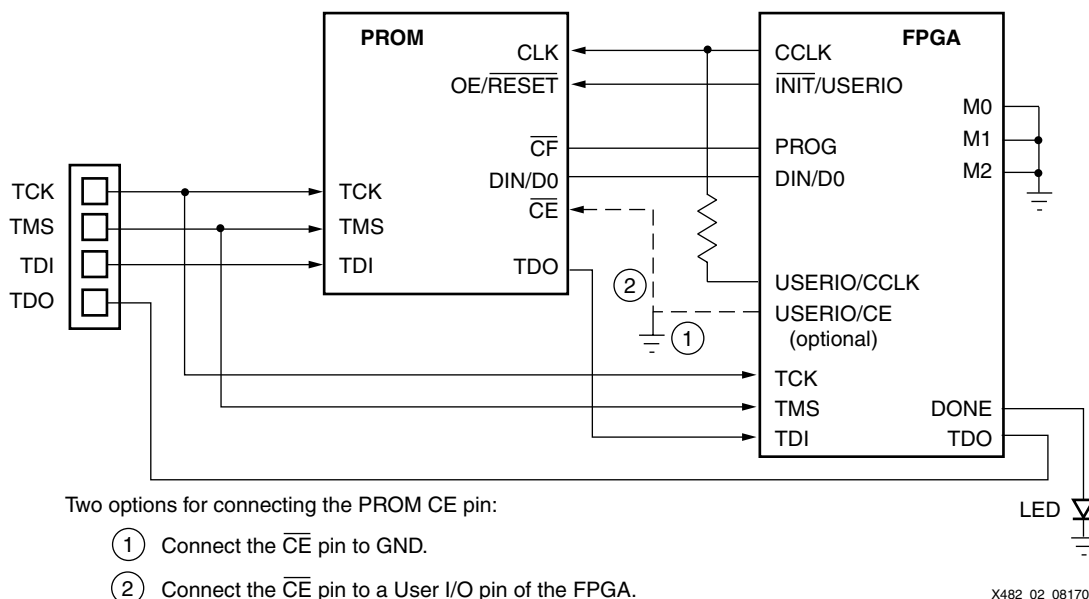 PROM
FPGA
CLK
OE/RESET
CF
DIN/D0
CE
TCK
TMS
TDI
TDO
TCK
TMS
TDI
TDO
CCLK
INIT/USERIO
PROG
DIN/D0
USERIO/CCLK
USERIO/CE
(optional)
TCK
TMS
TDI
M0
M1
M2
DONE
TDO
2
1
LED
Two options for connecting the PROM CE pin:
1 Connect the CE pin to GND.
2 Connect the CE pin to a User I/O pin of the FPGA.
X482_02_08170